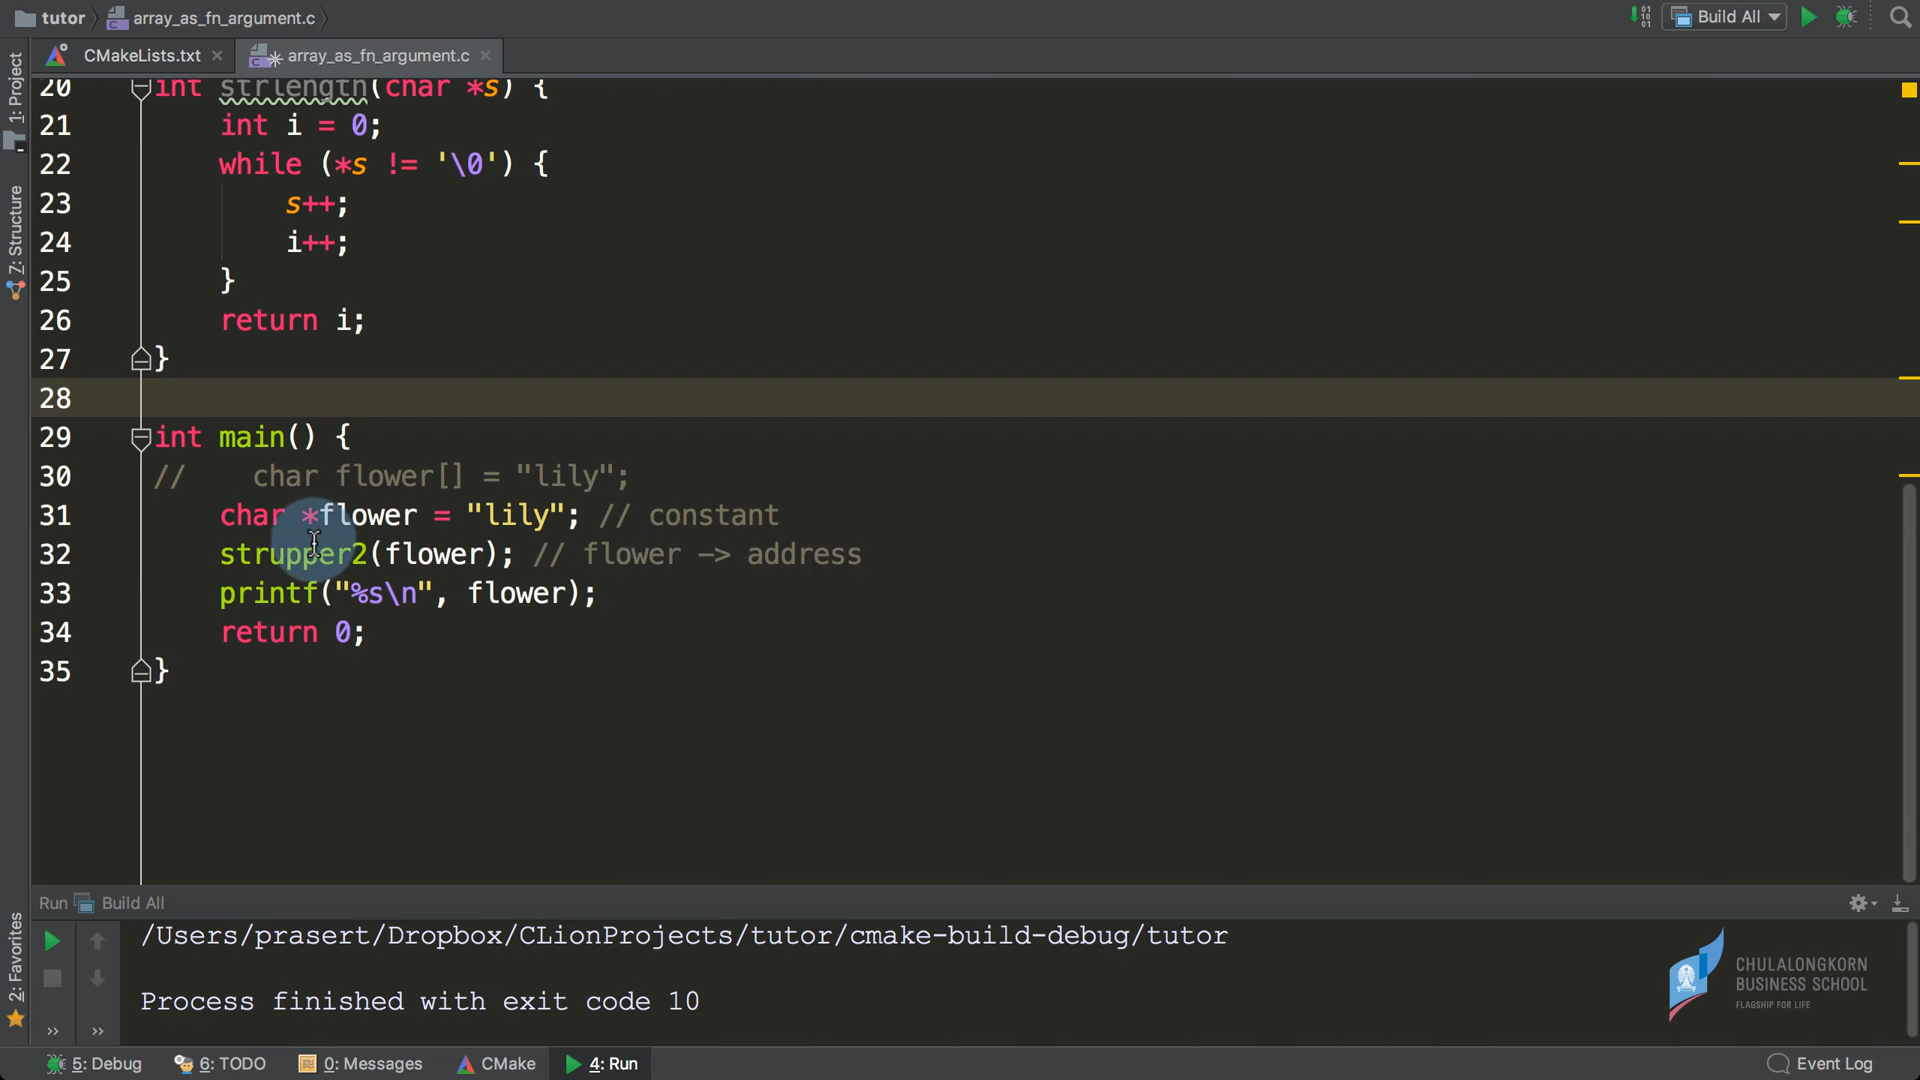 tutor array_as_fn_argument.c
Build All
CMakeLists.txt array_as_fn_argument.c
1: Project
7: Structure
2: Favorites
20 int strlength(char *s) {
21 int i = 0;
22 while (*s != '\0') {
23 s++;
24 i++;
25 }
26 return i;
27 }
28
29 int main() {
30 // char flower[] = "lily";
31 char *flower = "lily"; // constant
32 strupper2(flower); // flower -> address
33 printf("%s\n", flower);
34 return 0;
35 }
Run Build All
/Users/prasert/Dropbox/CLionProjects/tutor/cmake-build-debug/tutor
Process finished with exit code 10
CHULALONGKORN
BUSINESS SCHOOL
FLAGSHIP FOR LIFE
5: Debug 6: TODO 0: Messages CMake 4: Run Event Log